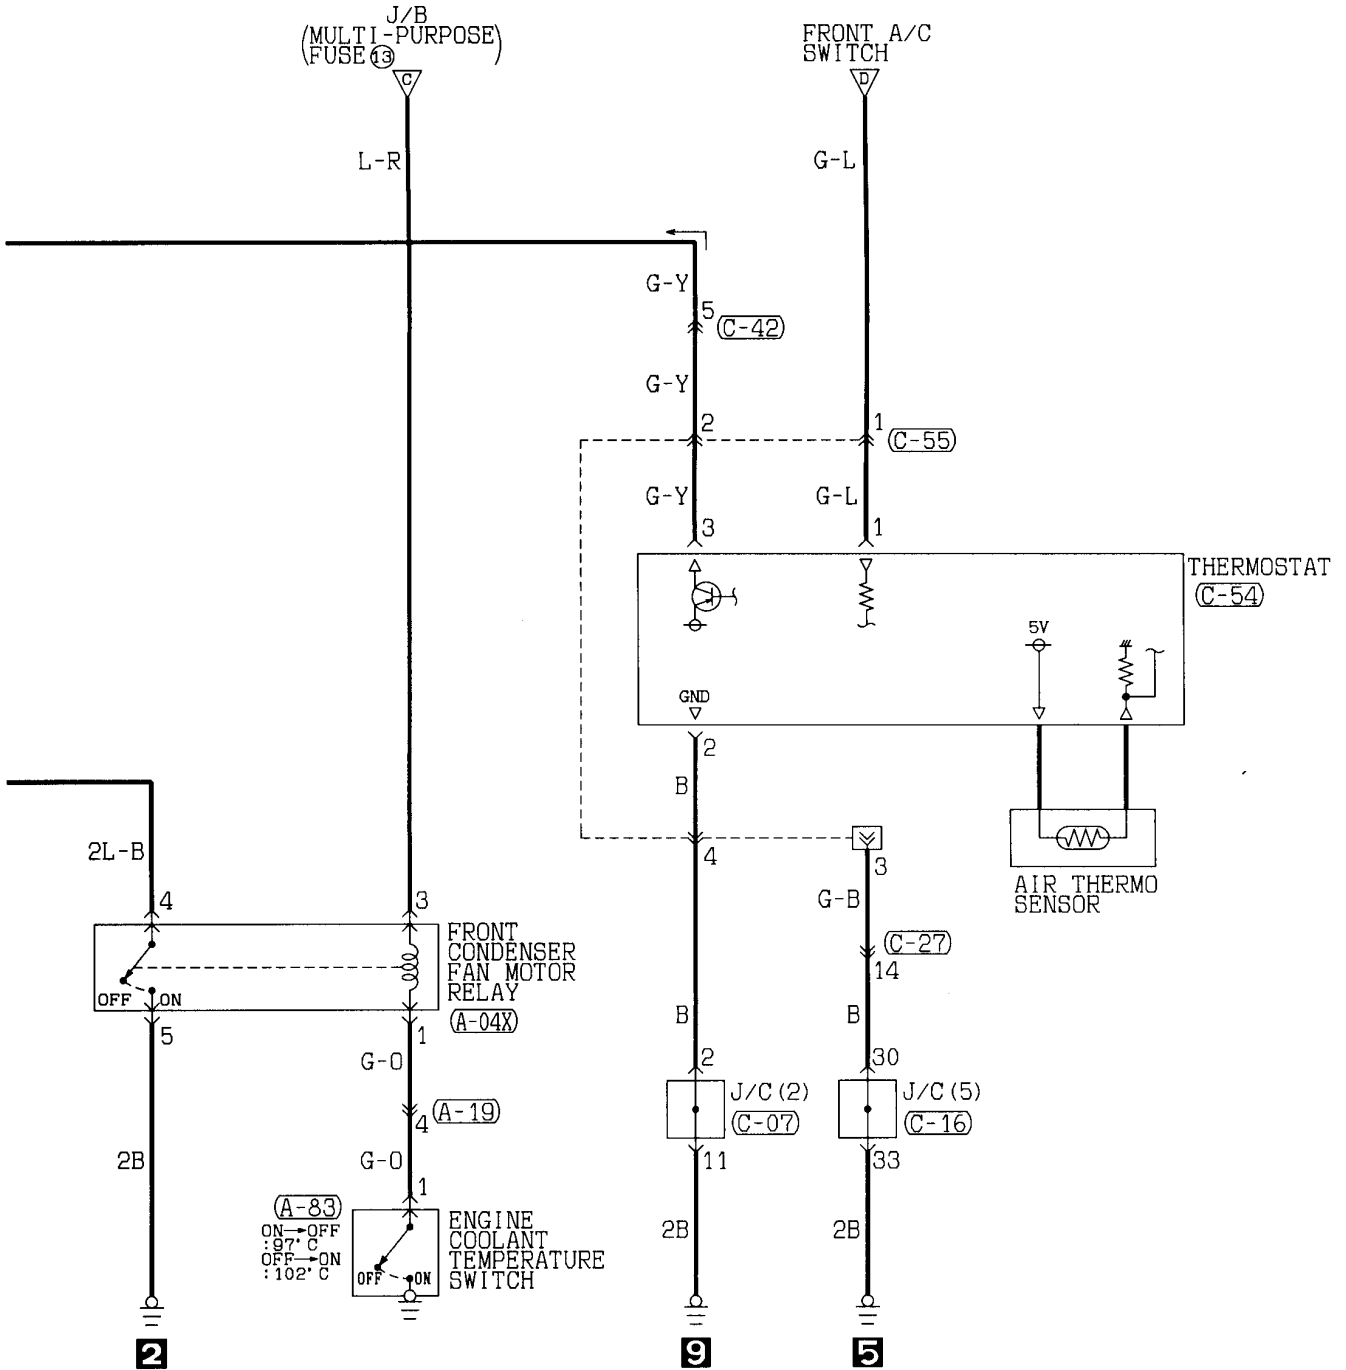 J/B
(MULTI-PURPOSE)
FUSE⑬
C
FRONT A/C
SWITCH
D
L-R
G-L
G-Y
5
C-42
G-Y
2
1
C-55
G-Y
G-L
3
1
THERMOSTAT
C-54
5V
GND
2
B
2L-B
4
3
AIR THERMO
SENSOR
G-B
C-27
14
4
3
FRONT
CONDENSER
FAN MOTOR
RELAY
A-04X
OFF
ON
5
1
B
B
G-O
2
30
J/C(2)
C-07
J/C(5)
C-16
A-19
4
2B
G-O
11
33
1
A-83
ON→OFF
:97°C
OFF→ON
:102°C
ENGINE
COOLANT
TEMPERATURE
SWITCH
OFF
ON
2B
2B
2
9
5